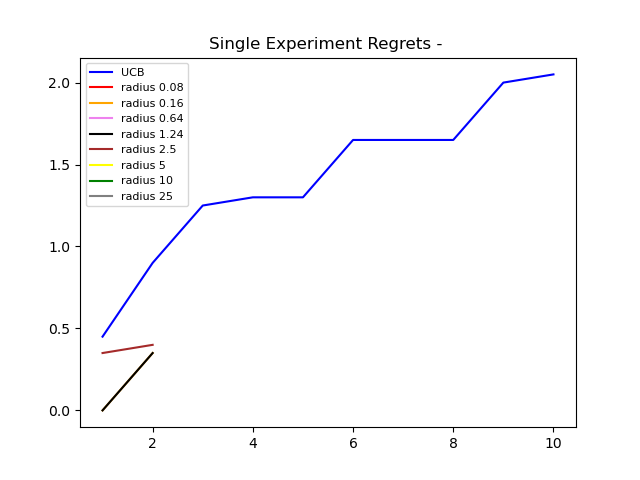 Single Experiment Regrets -
UCB
radius 0.08
radius 0.16
radius 0.64
radius 1.24
radius 2.5
radius 5
radius 10
radius 25
2.0
1.5
1.0
0.5
0.0
2 4 6 8 10